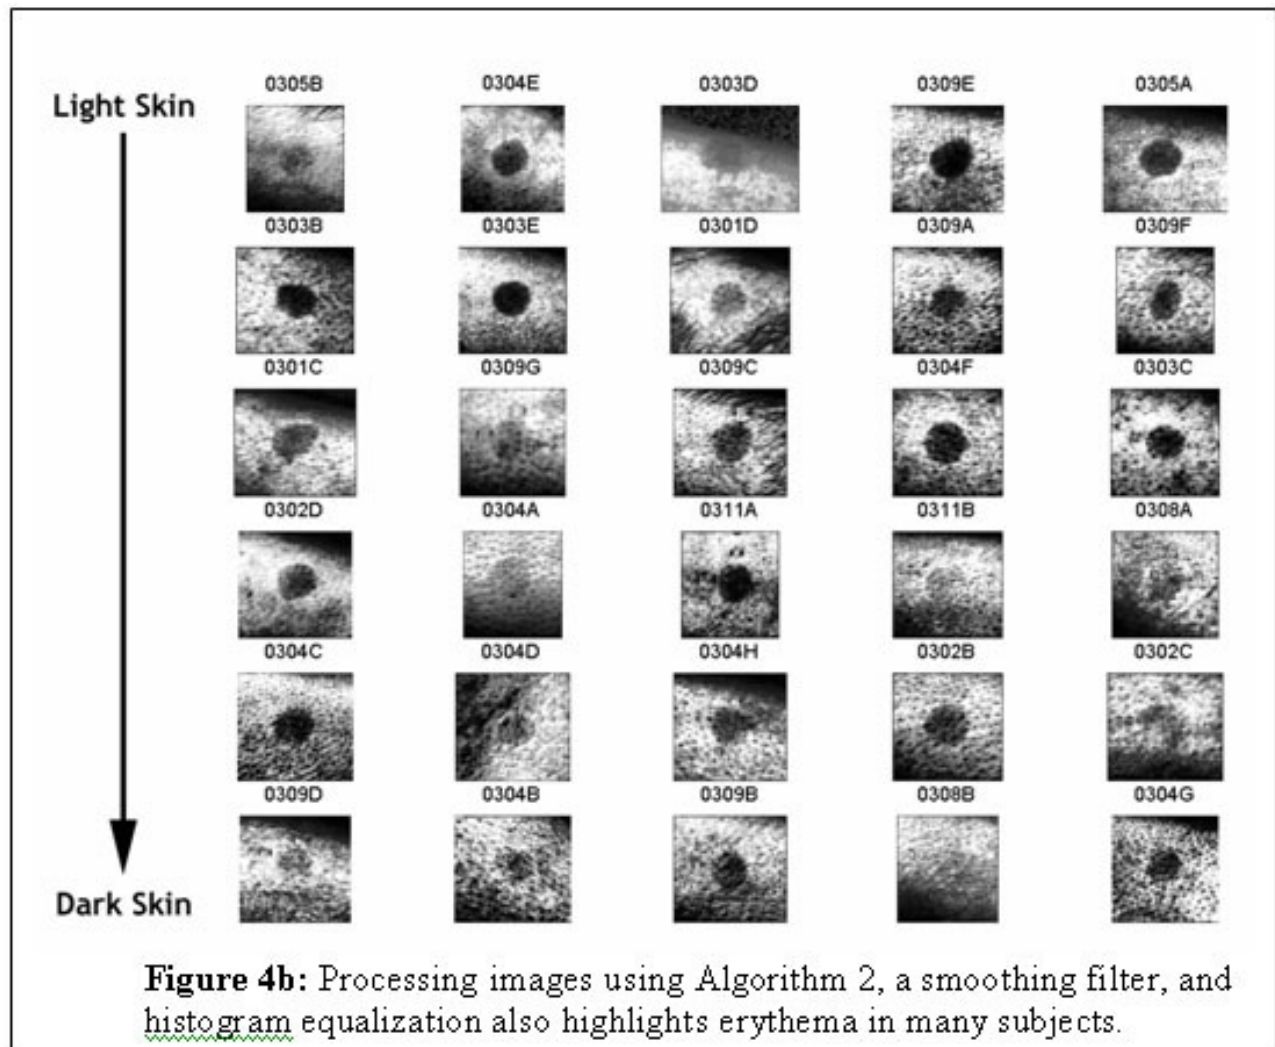 0305B 0304E 0303D 0309E 0305A
Light Skin
0303B 0303E 0301D 0309A 0309F
0301C 0309G 0309C 0304F 0303C
0302D 0304A 0311A 0311B 0308A
0304C 0304D 0304H 0302B 0302C
0309D 0304B 0309B 0308B 0304G
Dark Skin
Figure 4b: Processing images using Algorithm 2, a smoothing filter, and
histogram equalization also highlights erythema in many subjects.